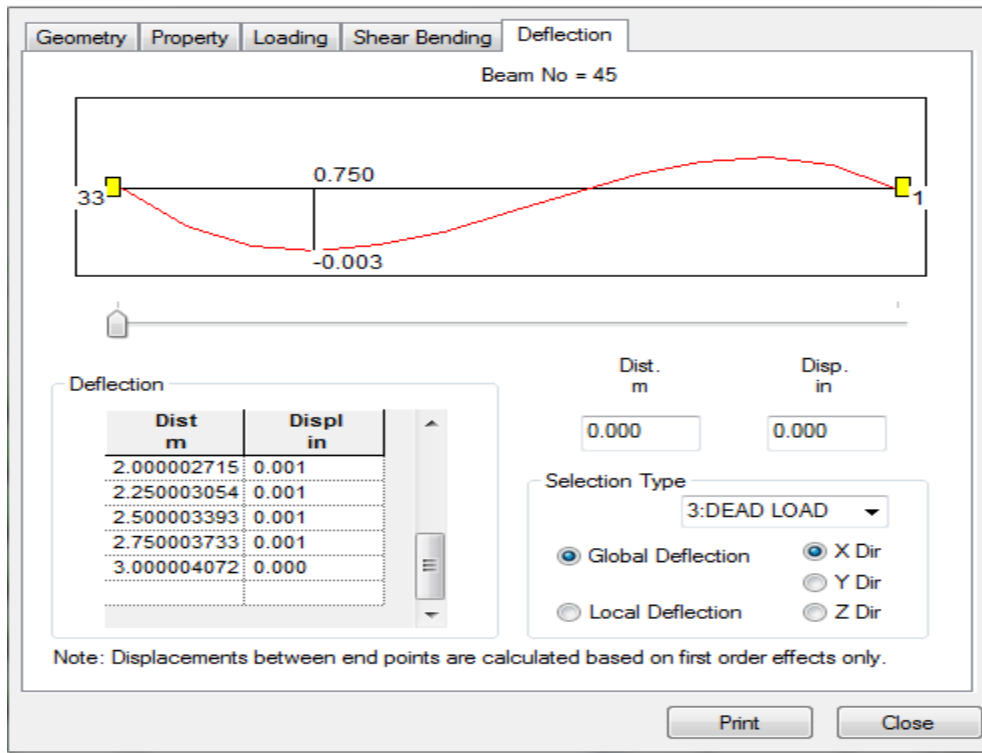 Geometry Property Loading Shear Bending Deflection
Beam No = 45
0.750
33
1
-0.003
Dist.
m
Disp.
in
0.000
0.000
Deflection
Dist
m
Displ
in
2.000002715 0.001
2.250003054 0.001
2.500003393 0.001
2.750003733 0.001
3.000004072 0.000
Selection Type
3:DEAD LOAD
Global Deflection
X Dir
Y Dir
Local Deflection
Z Dir
Note: Displacements between end points are calculated based on first order effects only.
Print Close